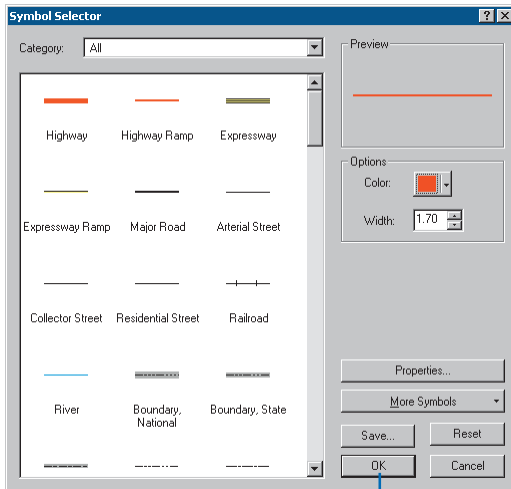 Symbol Selector
Category: All
Highway Highway Ramp Expressway
Expressway Ramp Major Road Arterial Street
Collector Street Residential Street Railroad
River Boundary, National Boundary, State
Preview
Options
Color:
Width: 1.70
Properties...
More Symbols
Save... Reset
OK Cancel